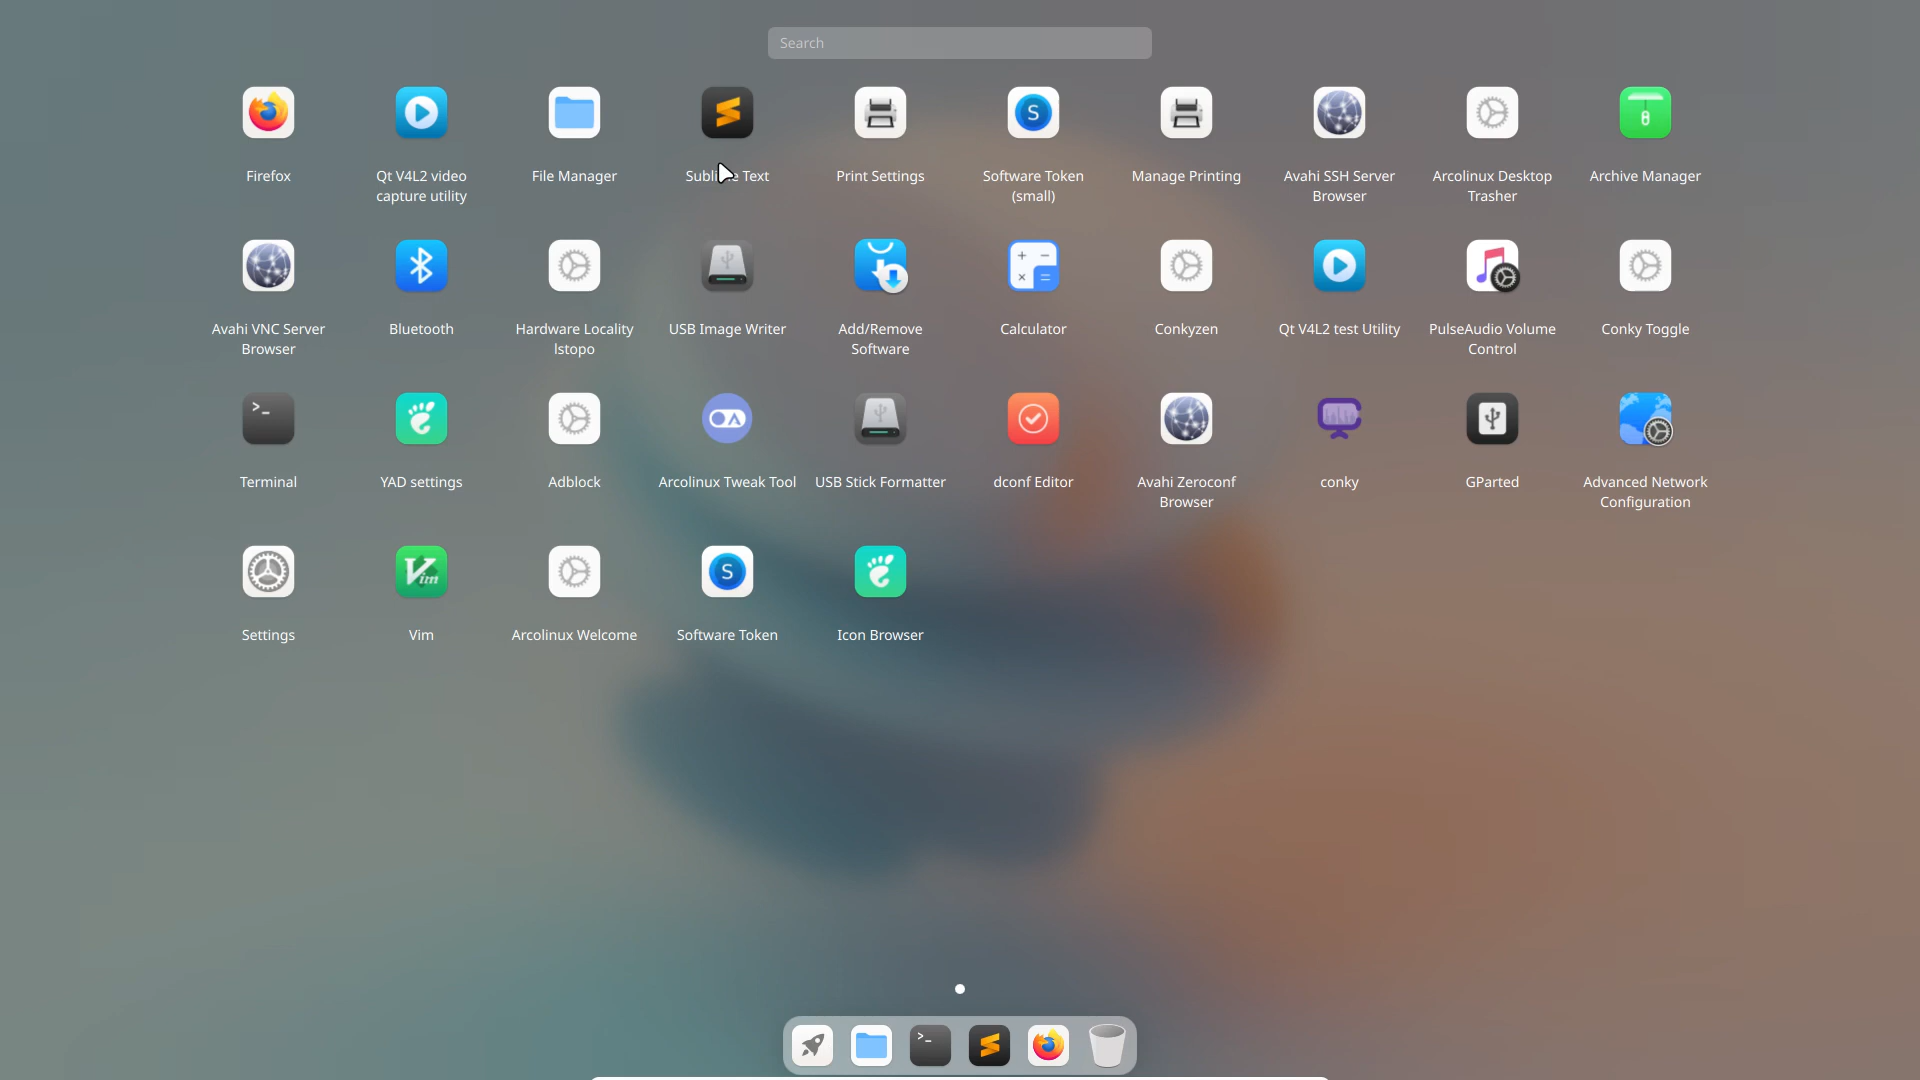 Search
Firefox
Qt V4L2 video
capture utility
File Manager
Sublime Text
Print Settings
Software Token
(small)
Manage Printing
Avahi SSH Server
Browser
Arcolinux Desktop
Trasher
Archive Manager
Avahi VNC Server
Browser
Bluetooth
Hardware Locality
lstopo
USB Image Writer
Add/Remove
Software
Calculator
Conkyzen
Qt V4L2 test Utility
PulseAudio Volume
Control
Conky Toggle
Terminal
YAD settings
Adblock
Arcolinux Tweak Tool
USB Stick Formatter
dconf Editor
Avahi Zeroconf
Browser
conky
GParted
Advanced Network
Configuration
Settings
Vim
Arcolinux Welcome
Software Token
Icon Browser